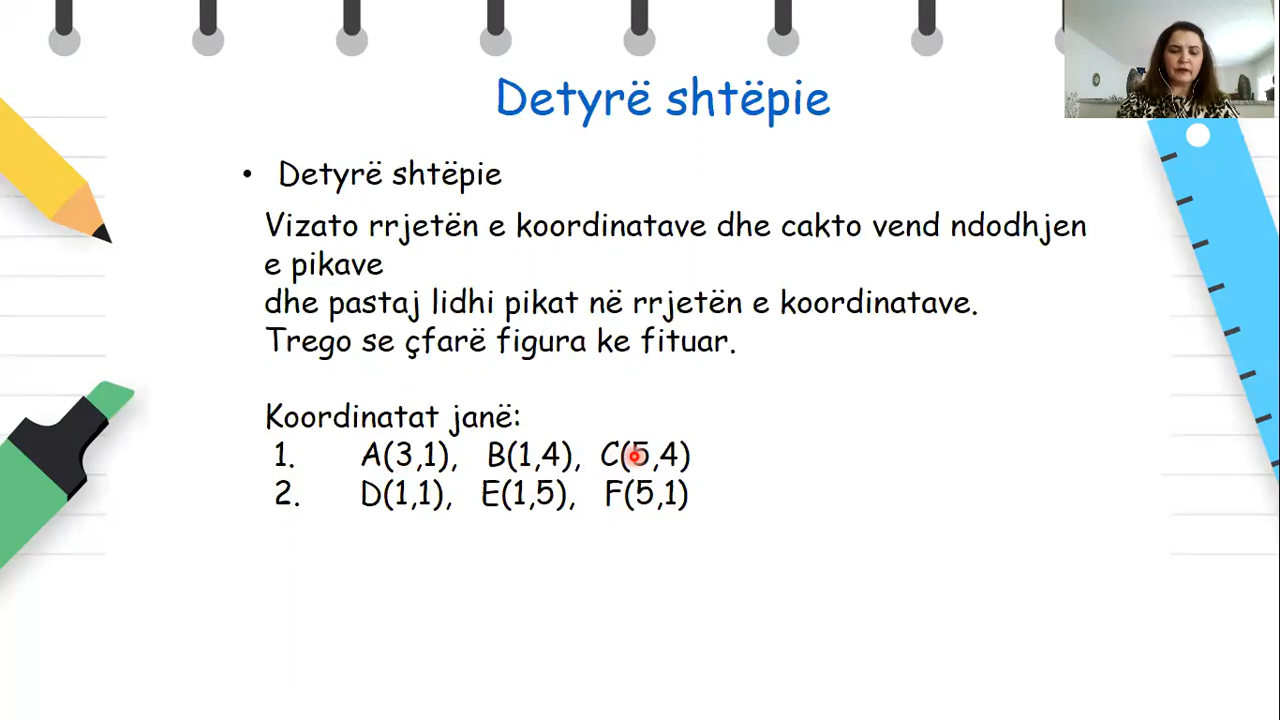 Detyrë shtëpie
• Detyrë shtëpie
Vizato rrjetën e koordinatave dhe cakto vend ndodhjen
e pikave
dhe pastaj lidhi pikat në rrjetën e koordinatave.
Trego se çfarë figura ke fituar.
Koordinatat janë:
1. A(3,1), B(1,4), C(5,4)
2. D(1,1), E(1,5), F(5,1)